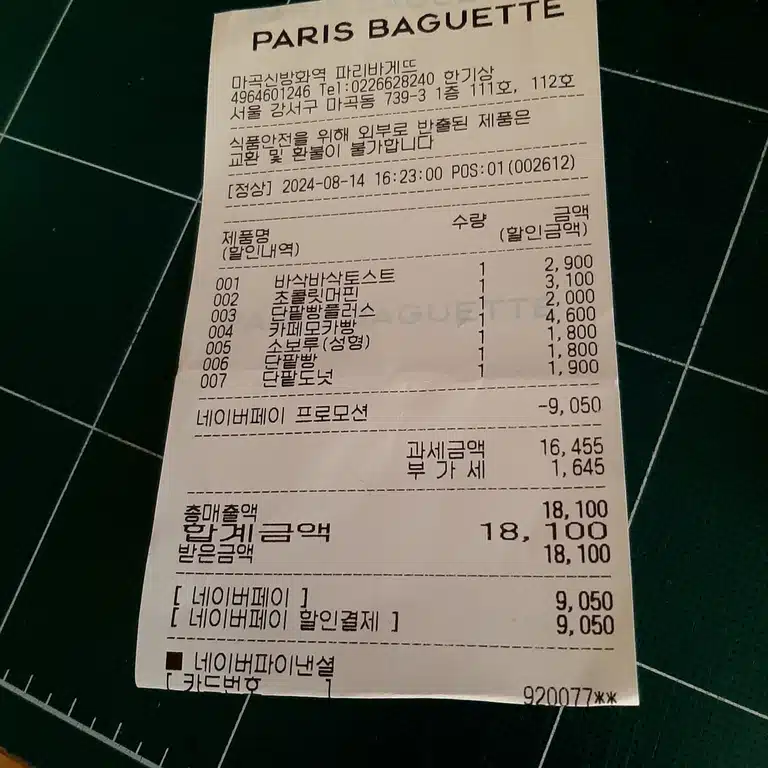 PARIS BAGUETTE
마곡신방화역 파리바게뜨
4964601246 Tel:0226628240 한기상
서울 강서구 마곡동 739-3 1층 111호, 112호
식품안전을 위해 외부로 반출된 제품은
교환 및 환불이 불가합니다
[정상] 2024-08-14 16:23:00 POS:01(002612)
제품명 수량 금액
(할인내역) (할인금액)
001 바삭바삭토스트 1 2,900
002 초콜릿머핀 1 3,100
003 단팥빵플러스 1 2,000
004 카페모카빵 1 4,600
005 소보루(성형) 1 1,800
006 단팥빵 1 1,800
007 단팥도넛 1 1,900
네이버페이 프로모션 -9,050
과세금액 16,455
부 가 세 1,645
총매출액 18,100
합계금액 18,100
받은금액 18,100
[ 네이버페이 ] 9,050
[ 네이버페이 할인결제 ] 9,050
■ 네이버파이낸셜
[ 카드번호 ] 920077**